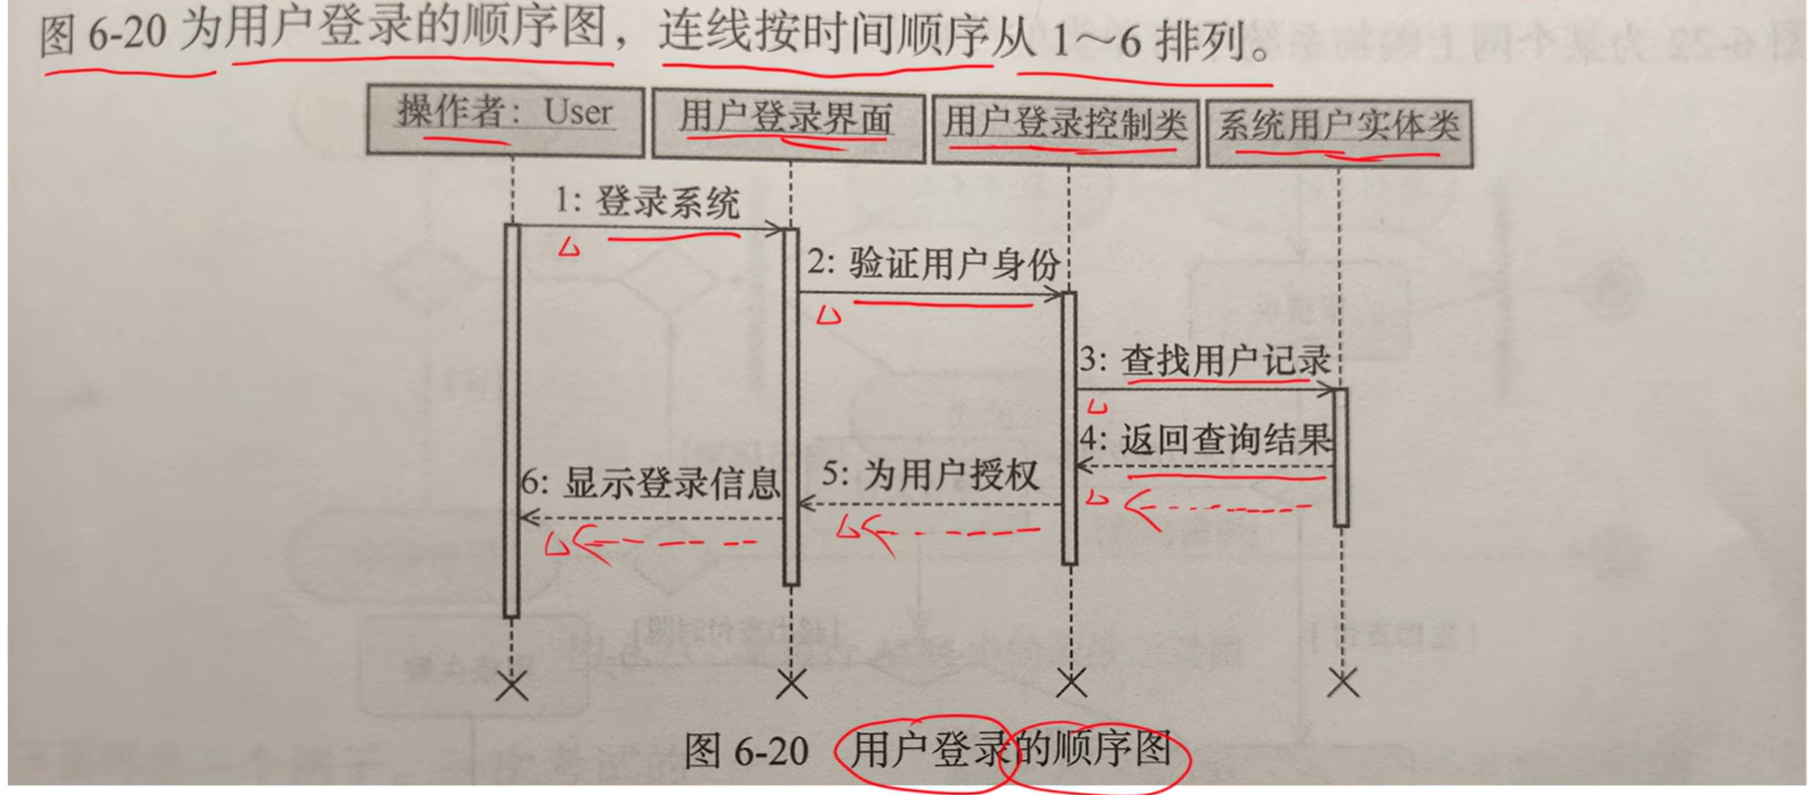 图 6-20 为用户登录的顺序图，连线按时间顺序从 1～6 排列。
操作者：User
用户登录界面
用户登录控制类
系统用户实体类
1: 登录系统
2: 验证用户身份
3: 查找用户记录
4: 返回查询结果
5: 为用户授权
6: 显示登录信息
图 6-20 用户登录的顺序图